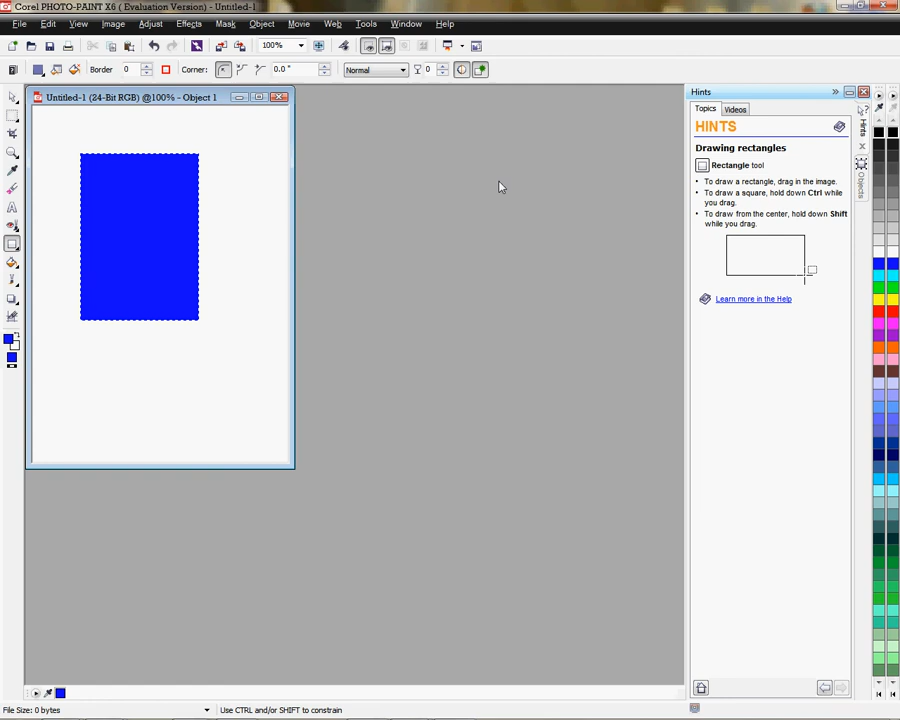 Corel PHOTO-PAINT X6 ( Evaluation Version) - Untitled-1
File Edit View Image Adjust Effects Mask Object Movie Web Tools Window Help
100%
Border 0 Corner: 0.0 ° Normal 0
Untitled-1 (24-Bit RGB) @100% - Object 1
Hints
Topics Videos
HINTS
Drawing rectangles
Rectangle tool
• To draw a rectangle, drag in the image.
• To draw a square, hold down Ctrl while
you drag.
• To draw from the center, hold down Shift
while you drag.
Learn more in the Help
Hints
Objects
File Size: 0 bytes Use CTRL and/or SHIFT to constrain